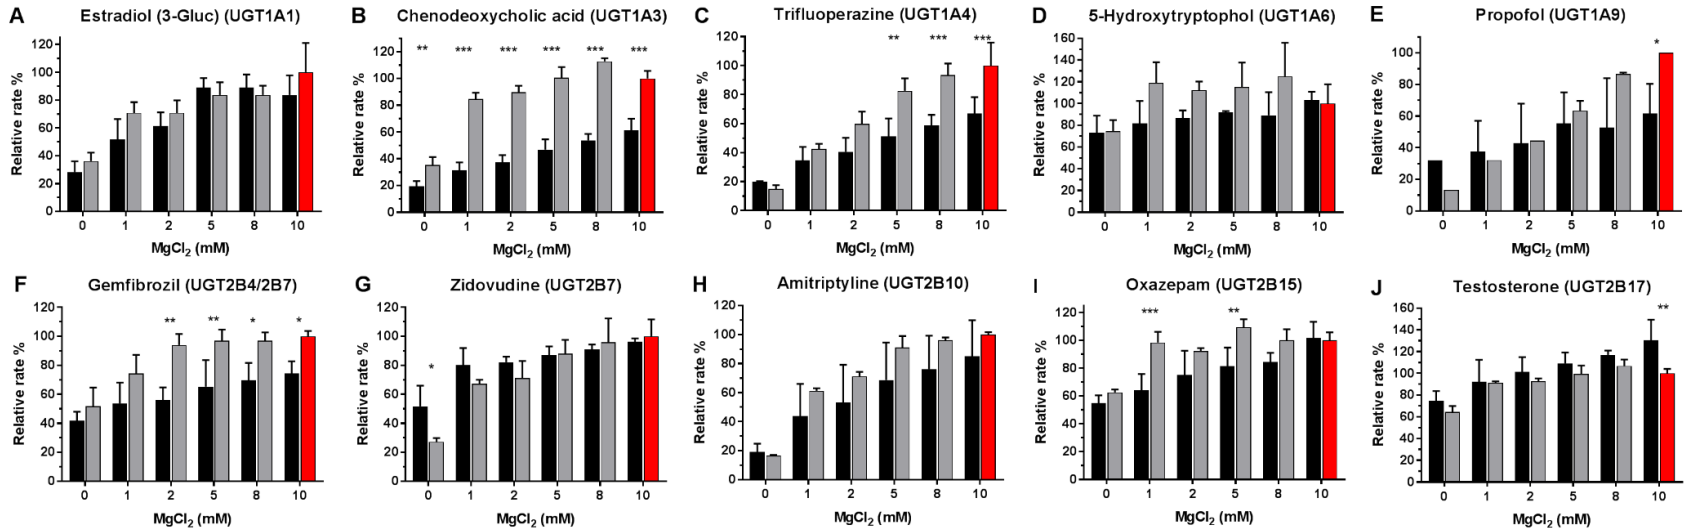 A Estradiol (3-Gluc) (UGT1A1)
Relative rate %
120
100
80
60
40
20
0
0 1 2 5 8 10
MgCl2 (mM)
B Chenodeoxycholic acid (UGT1A3)
Relative rate %
120
100
80
60
40
20
0
** *** *** *** *** ***
0 1 2 5 8 10
MgCl2 (mM)
C Trifluoperazine (UGT1A4)
Relative rate %
120
100
80
60
40
20
0
** *** ***
0 1 2 5 8 10
MgCl2 (mM)
D 5-Hydroxytryptophol (UGT1A6)
Relative rate %
160
140
120
100
80
60
40
20
0
0 1 2 5 8 10
MgCl2 (mM)
E Propofol (UGT1A9)
Relative rate %
100
80
60
40
20
0
*
0 1 2 5 8 10
MgCl2 (mM)
F Gemfibrozil (UGT2B4/2B7)
Relative rate %
120
100
80
60
40
20
0
** ** * *
0 1 2 5 8 10
MgCl2 (mM)
G Zidovudine (UGT2B7)
Relative rate %
120
100
80
60
40
20
0
*
0 1 2 5 8 10
MgCl2 (mM)
H Amitriptyline (UGT2B10)
Relative rate %
120
100
80
60
40
20
0
0 1 2 5 8 10
MgCl2 (mM)
I Oxazepam (UGT2B15)
Relative rate %
120
100
80
60
40
20
0
*** **
0 1 2 5 8 10
MgCl2 (mM)
J Testosterone (UGT2B17)
Relative rate %
160
140
120
100
80
60
40
20
0
**
0 1 2 5 8 10
MgCl2 (mM)